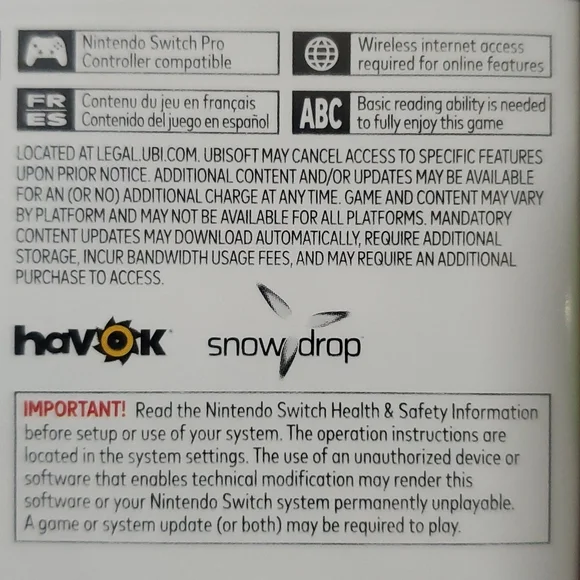 Nintendo Switch Pro
Controller compatible
Wireless internet access
required for online features
FR
ES
Contenu du jeu en français
Contenido del juego en español
ABC
Basic reading ability is needed
to fully enjoy this game
LOCATED AT LEGAL.UBI.COM. UBISOFT MAY CANCEL ACCESS TO SPECIFIC FEATURES
UPON PRIOR NOTICE. ADDITIONAL CONTENT AND/OR UPDATES MAY BE AVAILABLE
FOR AN (OR NO) ADDITIONAL CHARGE AT ANY TIME. GAME AND CONTENT MAY VARY
BY PLATFORM AND MAY NOT BE AVAILABLE FOR ALL PLATFORMS. MANDATORY
CONTENT UPDATES MAY DOWNLOAD AUTOMATICALLY, REQUIRE ADDITIONAL
STORAGE, INCUR BANDWIDTH USAGE FEES, AND MAY REQUIRE AN ADDITIONAL
PURCHASE TO ACCESS.
havOK
snowdrop
IMPORTANT! Read the Nintendo Switch Health & Safety Information
before setup or use of your system. The operation instructions are
located in the system settings. The use of an unauthorized device or
software that enables technical modification may render this
software or your Nintendo Switch system permanently unplayable.
A game or system update (or both) may be required to play.